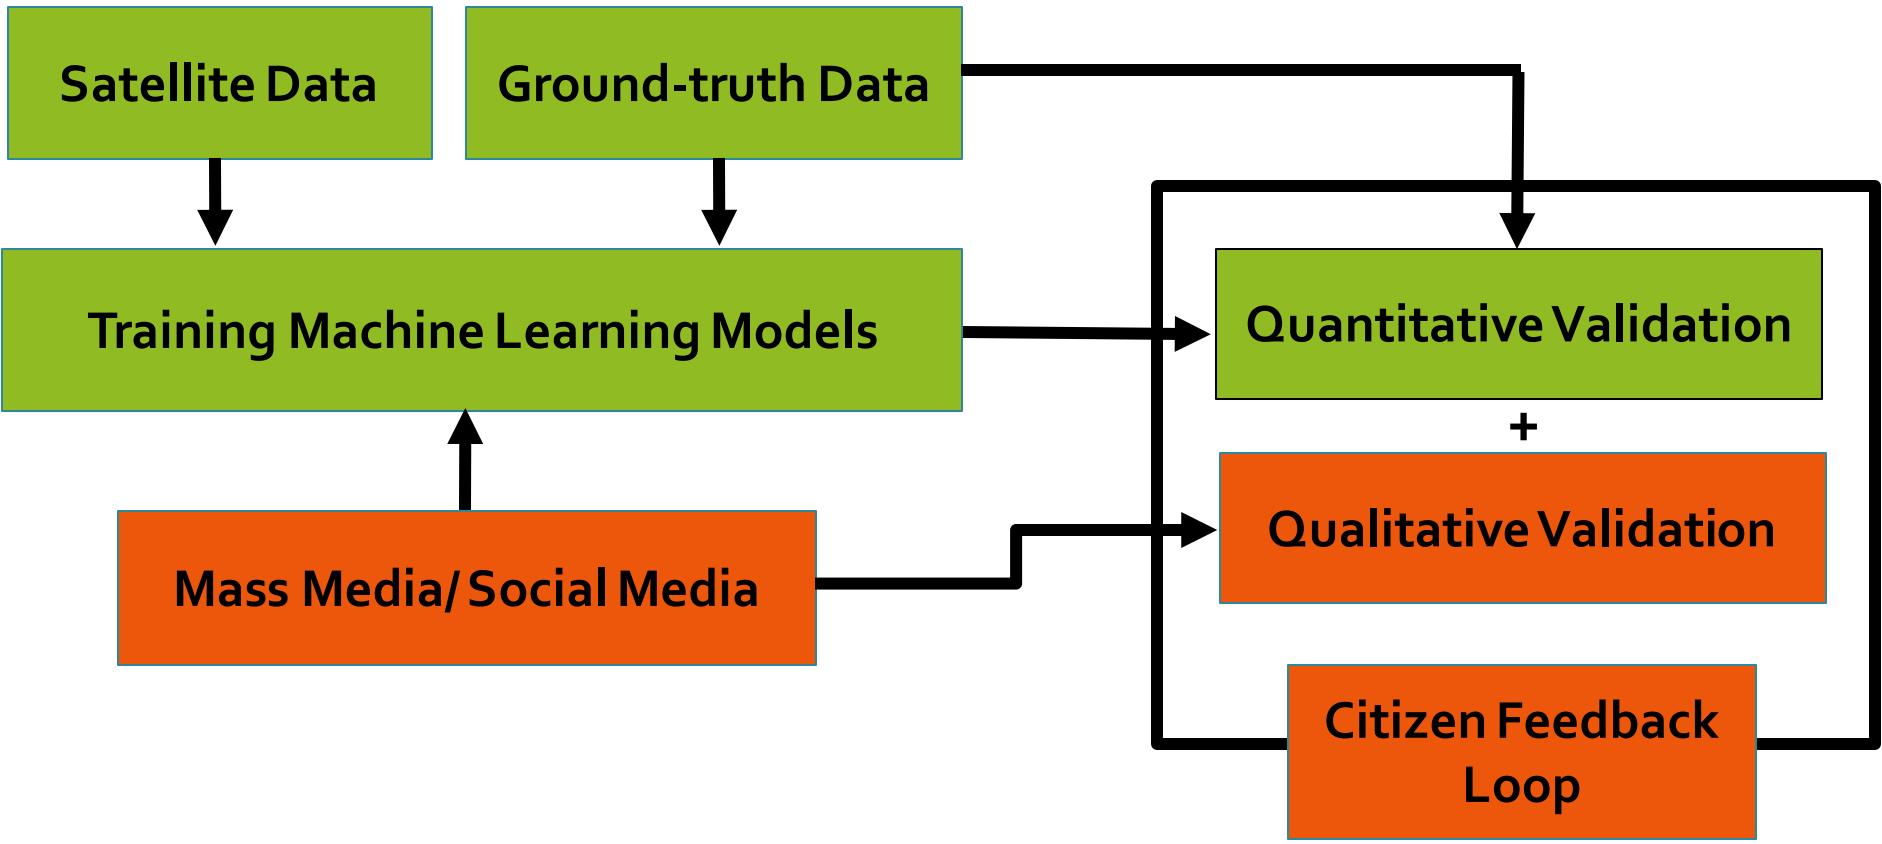 Satellite Data
Ground-truth Data
Training Machine Learning Models
Quantitative Validation
+
Qualitative Validation
Mass Media/ Social Media
Citizen Feedback
Loop